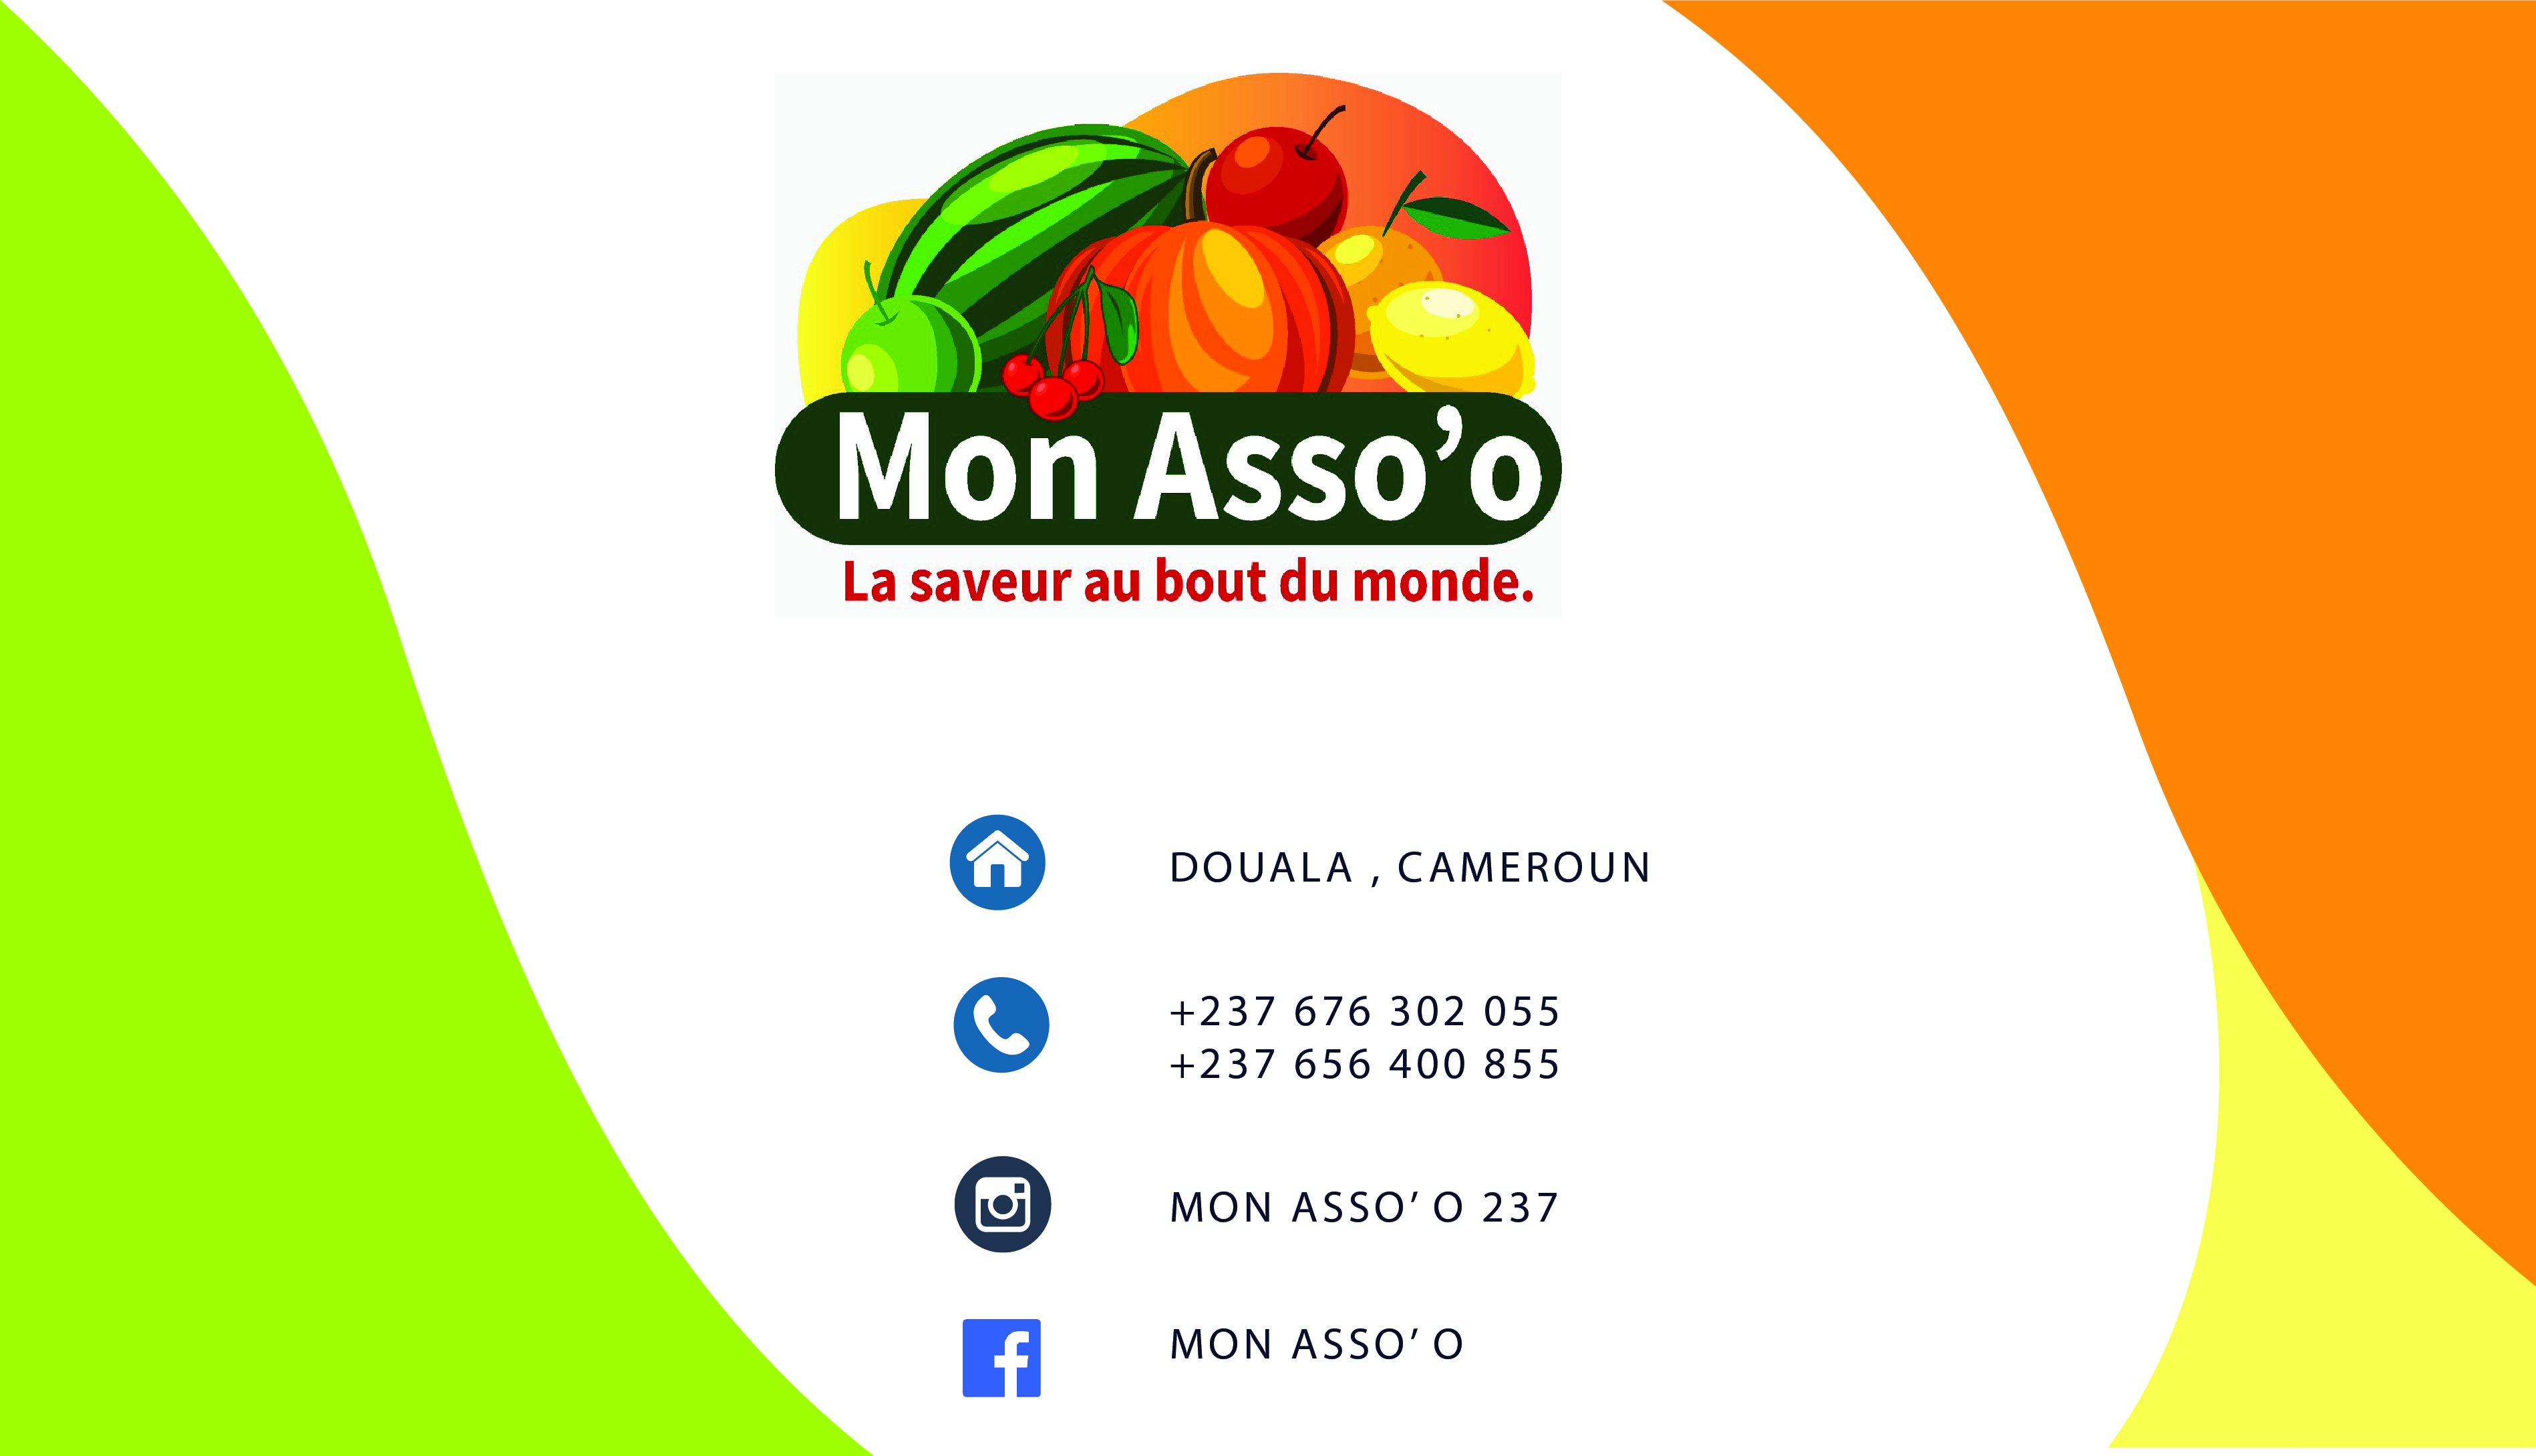 Mon Asso’o
La saveur au bout du monde.
DOUALA , CAMEROUN
+237 676 302 055
+237 656 400 855
MON ASSO’ O 237
MON ASSO’ O